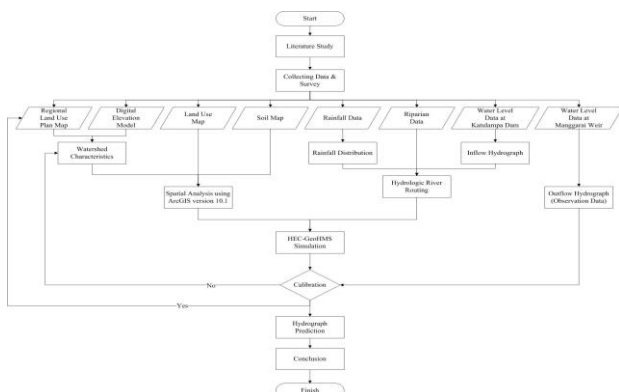 Start
Literature Study
Collecting Data &
Survey
Regional
Land Use
Plan Map
Digital
Elevation
Model
Land Use
Map
Soil Map
Rainfall Data
Riparian
Data
Water Level
Data at
Katulampa Dam
Water Level
Data at
Manggarai Weir
Watershed
Characteristics
Rainfall Distribution
Inflow Hydrograph
Spatial Analysis using
ArcGIS version 10.1
Hydrologic River
Routing
Outflow Hydrograph
(Observation Data)
HEC-GeoHMS
Simulation
No
Calibration
Yes
Hydrograph
Prediction
Conclusion
Finish